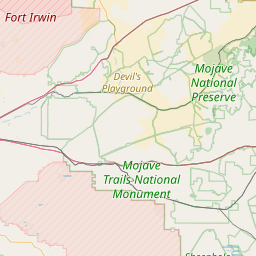 Fort Irwin
Devil's
Playground
Mojave
National
Preserve
Mojave
Trails National
Monument